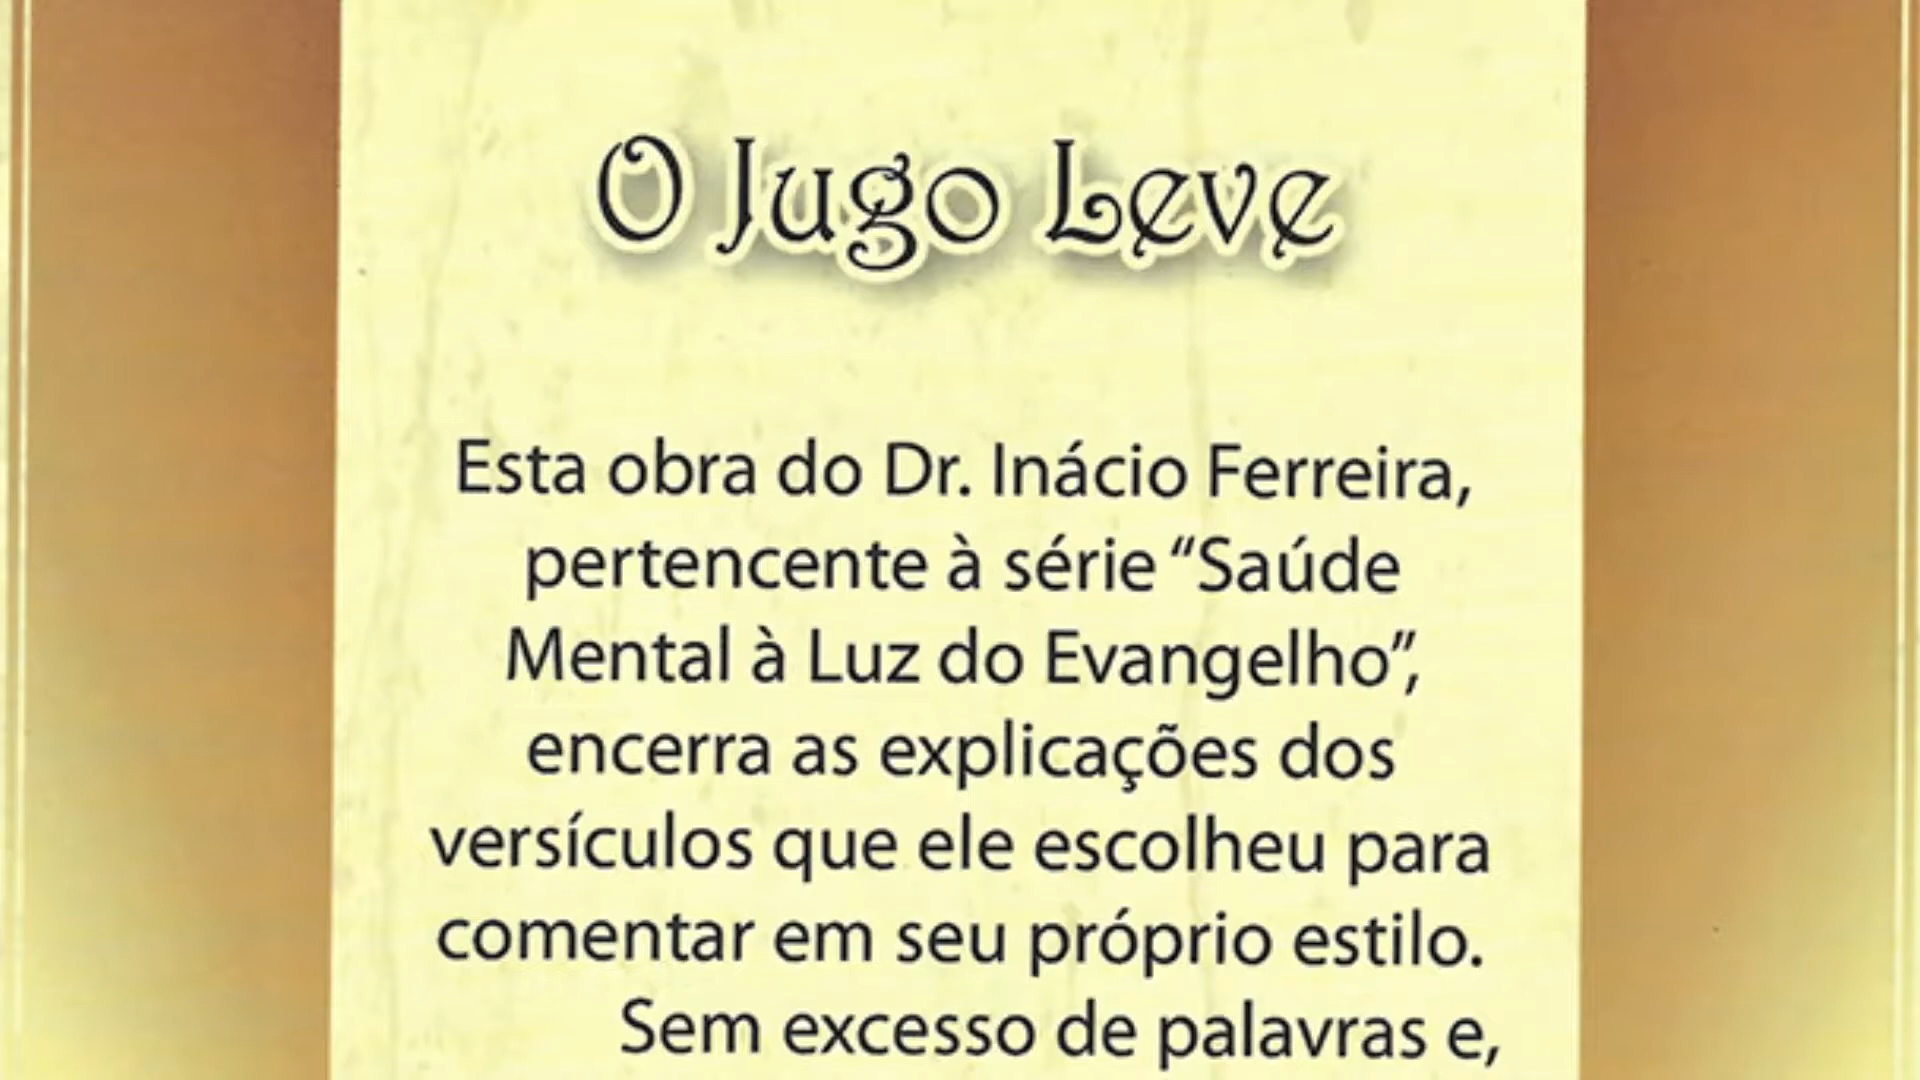 O Jugo Leve
Esta obra do Dr. Inácio Ferreira,
pertencente à série “Saúde
Mental à Luz do Evangelho”,
encerra as explicações dos
versículos que ele escolheu para
comentar em seu próprio estilo.
Sem excesso de palavras e,